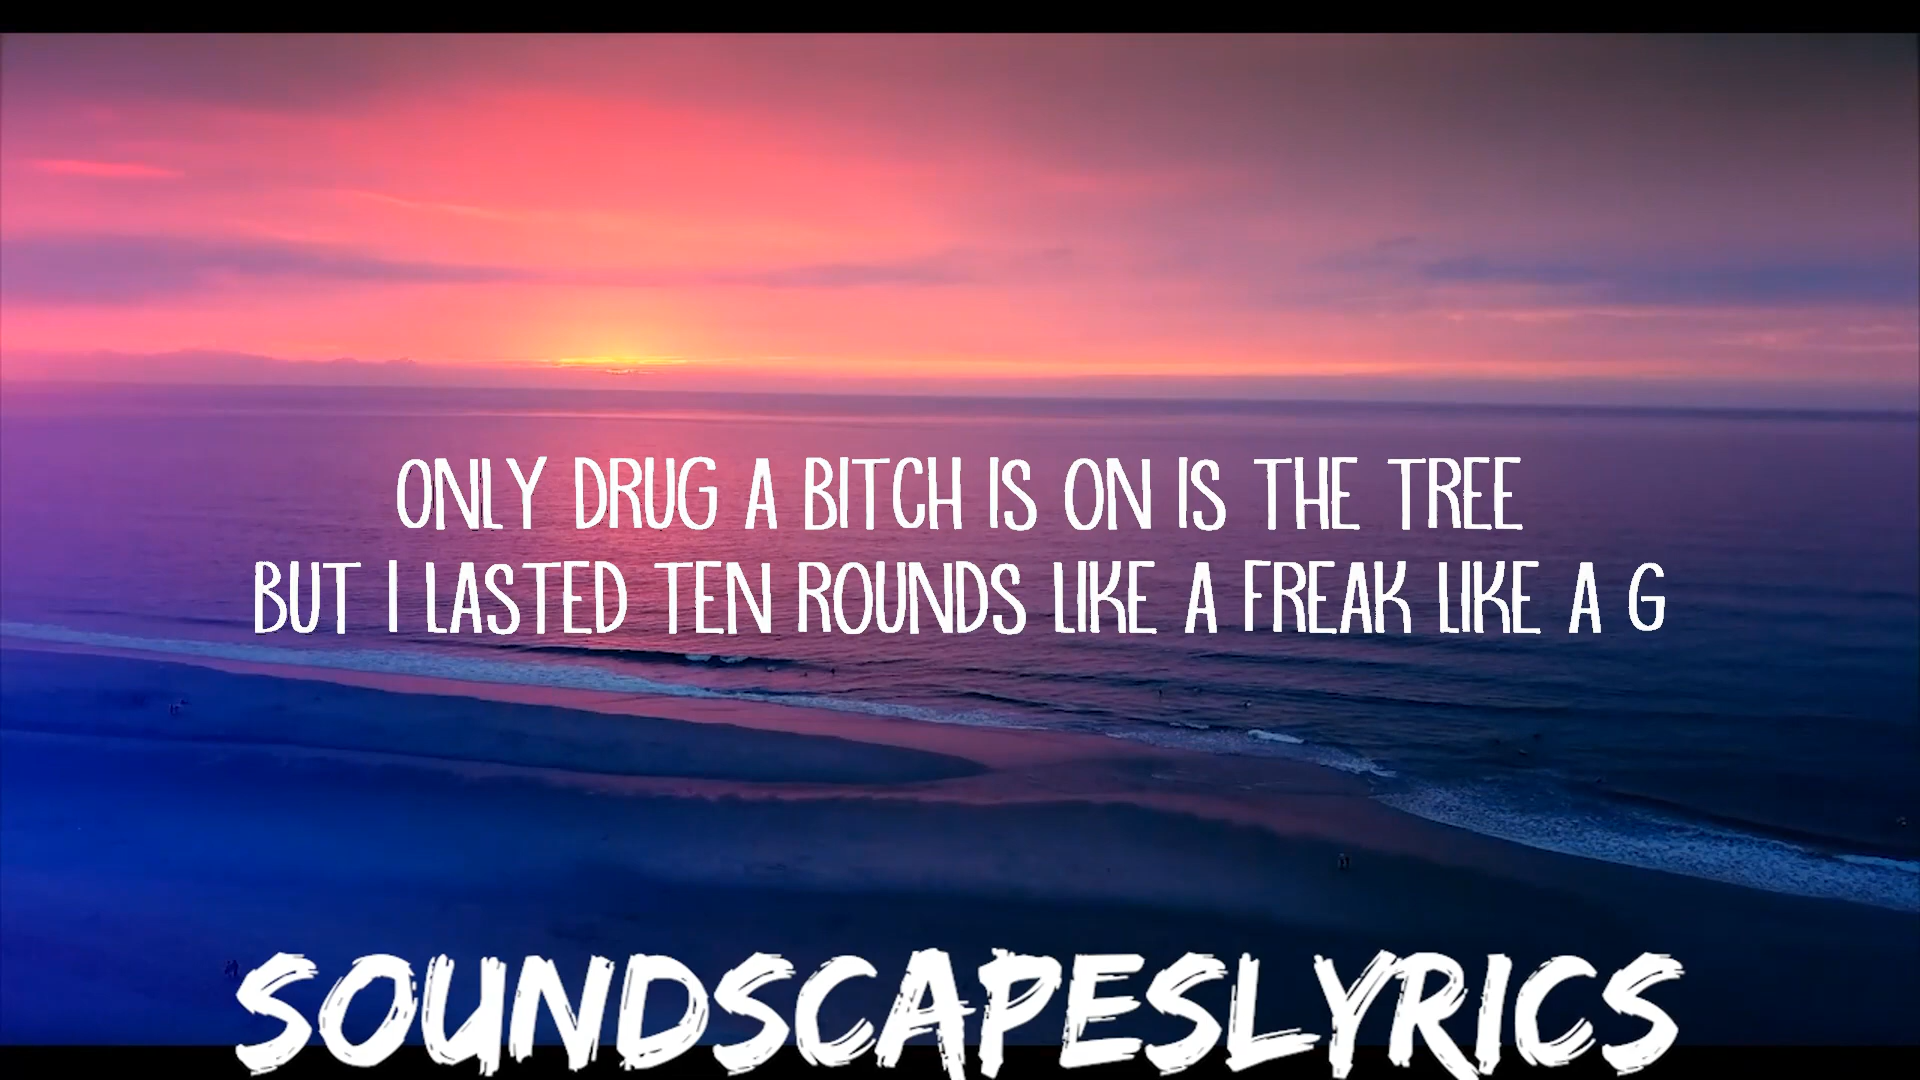 ONLY DRUG A BITCH IS ON IS THE TREE
BUT I LASTED TEN ROUNDS LIKE A FREAK LIKE A G
SOUNDSCAPESLYRICS